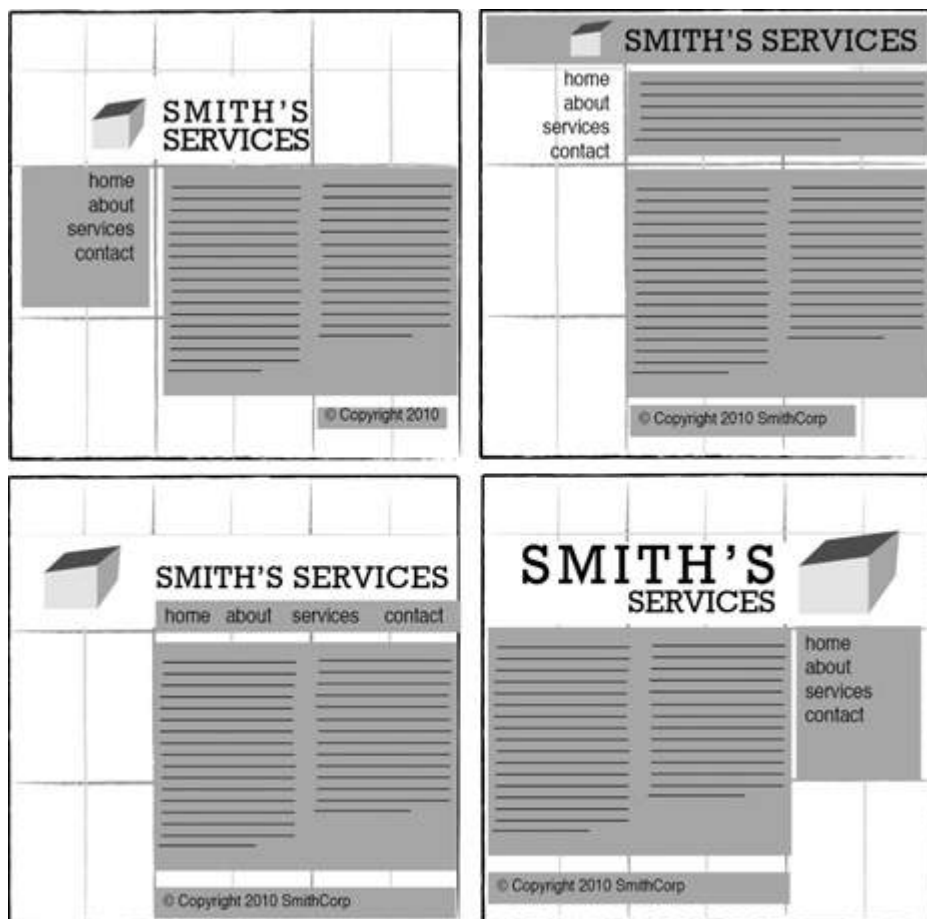 SMITH'S
SERVICES
home
about
services
contact
© Copyright 2010
SMITH'S SERVICES
home
about
services
contact
© Copyright 2010 SmithCorp
SMITH'S SERVICES
home about services contact
© Copyright 2010 SmithCorp
SMITH'S
SERVICES
home
about
services
contact
© Copyright 2010 SmithCorp